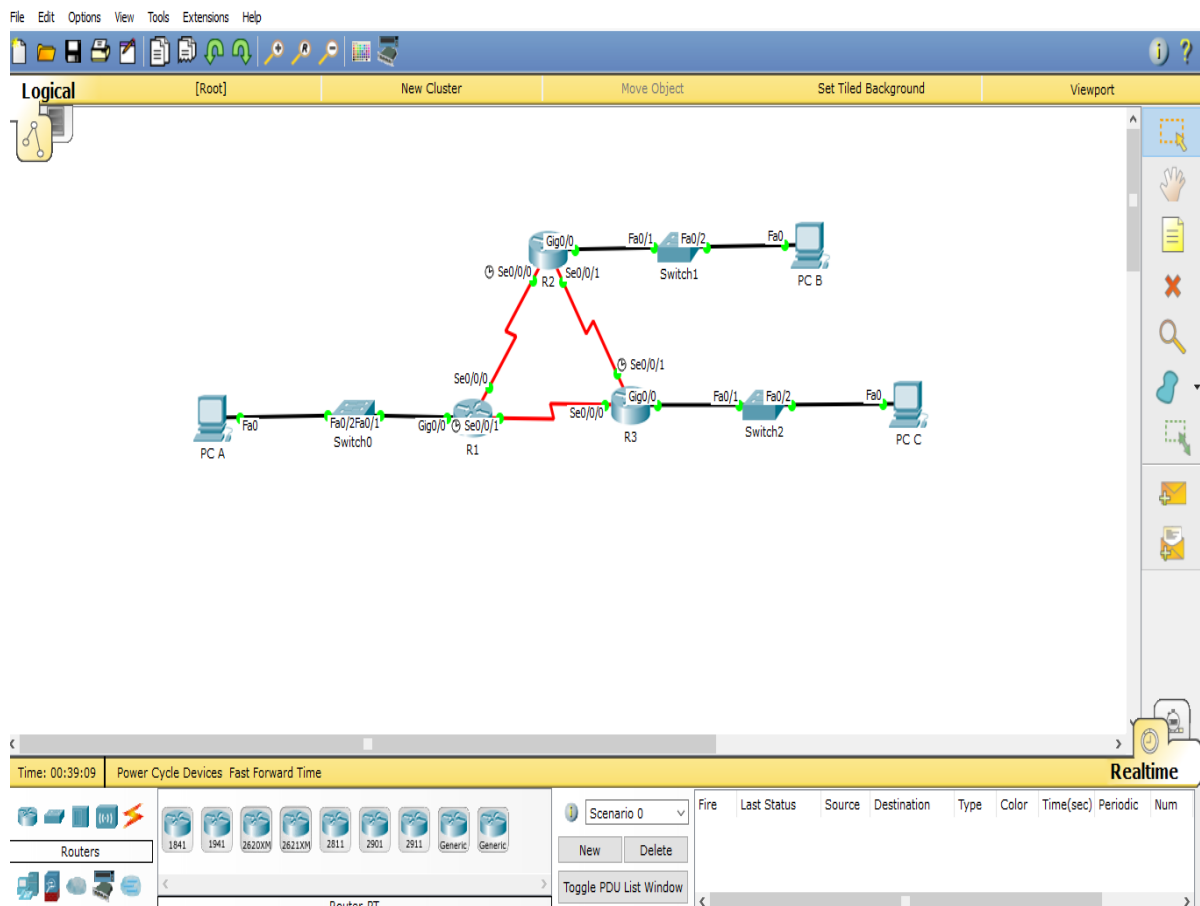 File Edit Options View Tools Extensions Help
Logical [Root] New Cluster Move Object Set Tiled Background Viewport
Gig0/0 Fa0/1 Fa0/2 Fa0
Se0/0/0 R2 Se0/0/1 Switch1 PC B
Se0/0/1
Se0/0/0
Se0/0/0 Gig0/0 Fa0/1 Fa0/2 Fa0
Fa0 Fa0/2Fa0/1 Gig0/0 Se0/0/1
PC A Switch0 R1 R3 Switch2 PC C
Time: 00:39:09 Power Cycle Devices Fast Forward Time Realtime
Scenario 0 Fire Last Status Source Destination Type Color Time(sec) Periodic Num
1841 1941 2620XM 2621XM 2811 2901 2911 Generic Generic
Routers New Delete
Toggle PDU List Window
Router-PT